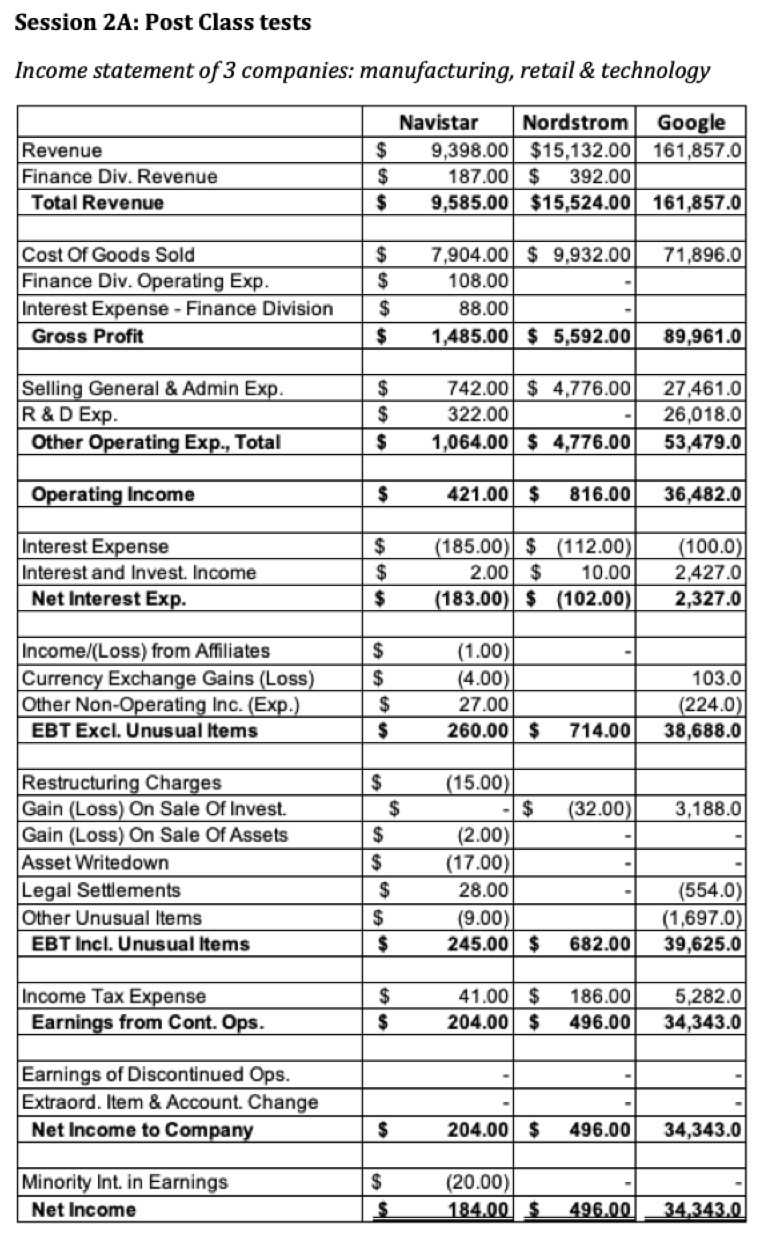 Session 2A: Post Class tests
Income statement of 3 companies: manufacturing, retail & technology
Navistar Nordstrom Google
Revenue $ 9,398.00 $15,132.00 161,857.0
Finance Div. Revenue $ 187.00 $ 392.00
Total Revenue $ 9,585.00 $15,524.00 161,857.0
Cost Of Goods Sold $ 7,904.00 $ 9,932.00 71,896.0
Finance Div. Operating Exp. $ 108.00 -
Interest Expense - Finance Division $ 88.00 -
Gross Profit $ 1,485.00 $ 5,592.00 89,961.0
Selling General & Admin Exp. $ 742.00 $ 4,776.00 27,461.0
R & D Exp. $ 322.00 - 26,018.0
Other Operating Exp., Total $ 1,064.00 $ 4,776.00 53,479.0
Operating Income $ 421.00 $ 816.00 36,482.0
Interest Expense $ (185.00) $ (112.00) (100.0)
Interest and Invest. Income $ 2.00 $ 10.00 2,427.0
Net Interest Exp. $ (183.00) $ (102.00) 2,327.0
Income/(Loss) from Affiliates $ (1.00) -
Currency Exchange Gains (Loss) $ (4.00) 103.0
Other Non-Operating Inc. (Exp.) $ 27.00 (224.0)
EBT Excl. Unusual Items $ 260.00 $ 714.00 38,688.0
Restructuring Charges $ (15.00)
Gain (Loss) On Sale Of Invest. $ - $ (32.00) 3,188.0
Gain (Loss) On Sale Of Assets $ (2.00) - -
Asset Writedown $ (17.00) - -
Legal Settlements $ 28.00 - (554.0)
Other Unusual Items $ (9.00) (1,697.0)
EBT Incl. Unusual Items $ 245.00 $ 682.00 39,625.0
Income Tax Expense $ 41.00 $ 186.00 5,282.0
Earnings from Cont. Ops. $ 204.00 $ 496.00 34,343.0
Earnings of Discontinued Ops. - - -
Extraord. Item & Account. Change - - -
Net Income to Company $ 204.00 $ 496.00 34,343.0
Minority Int. in Earnings $ (20.00) - -
Net Income $ 184.00 $ 496.00 34,343.0